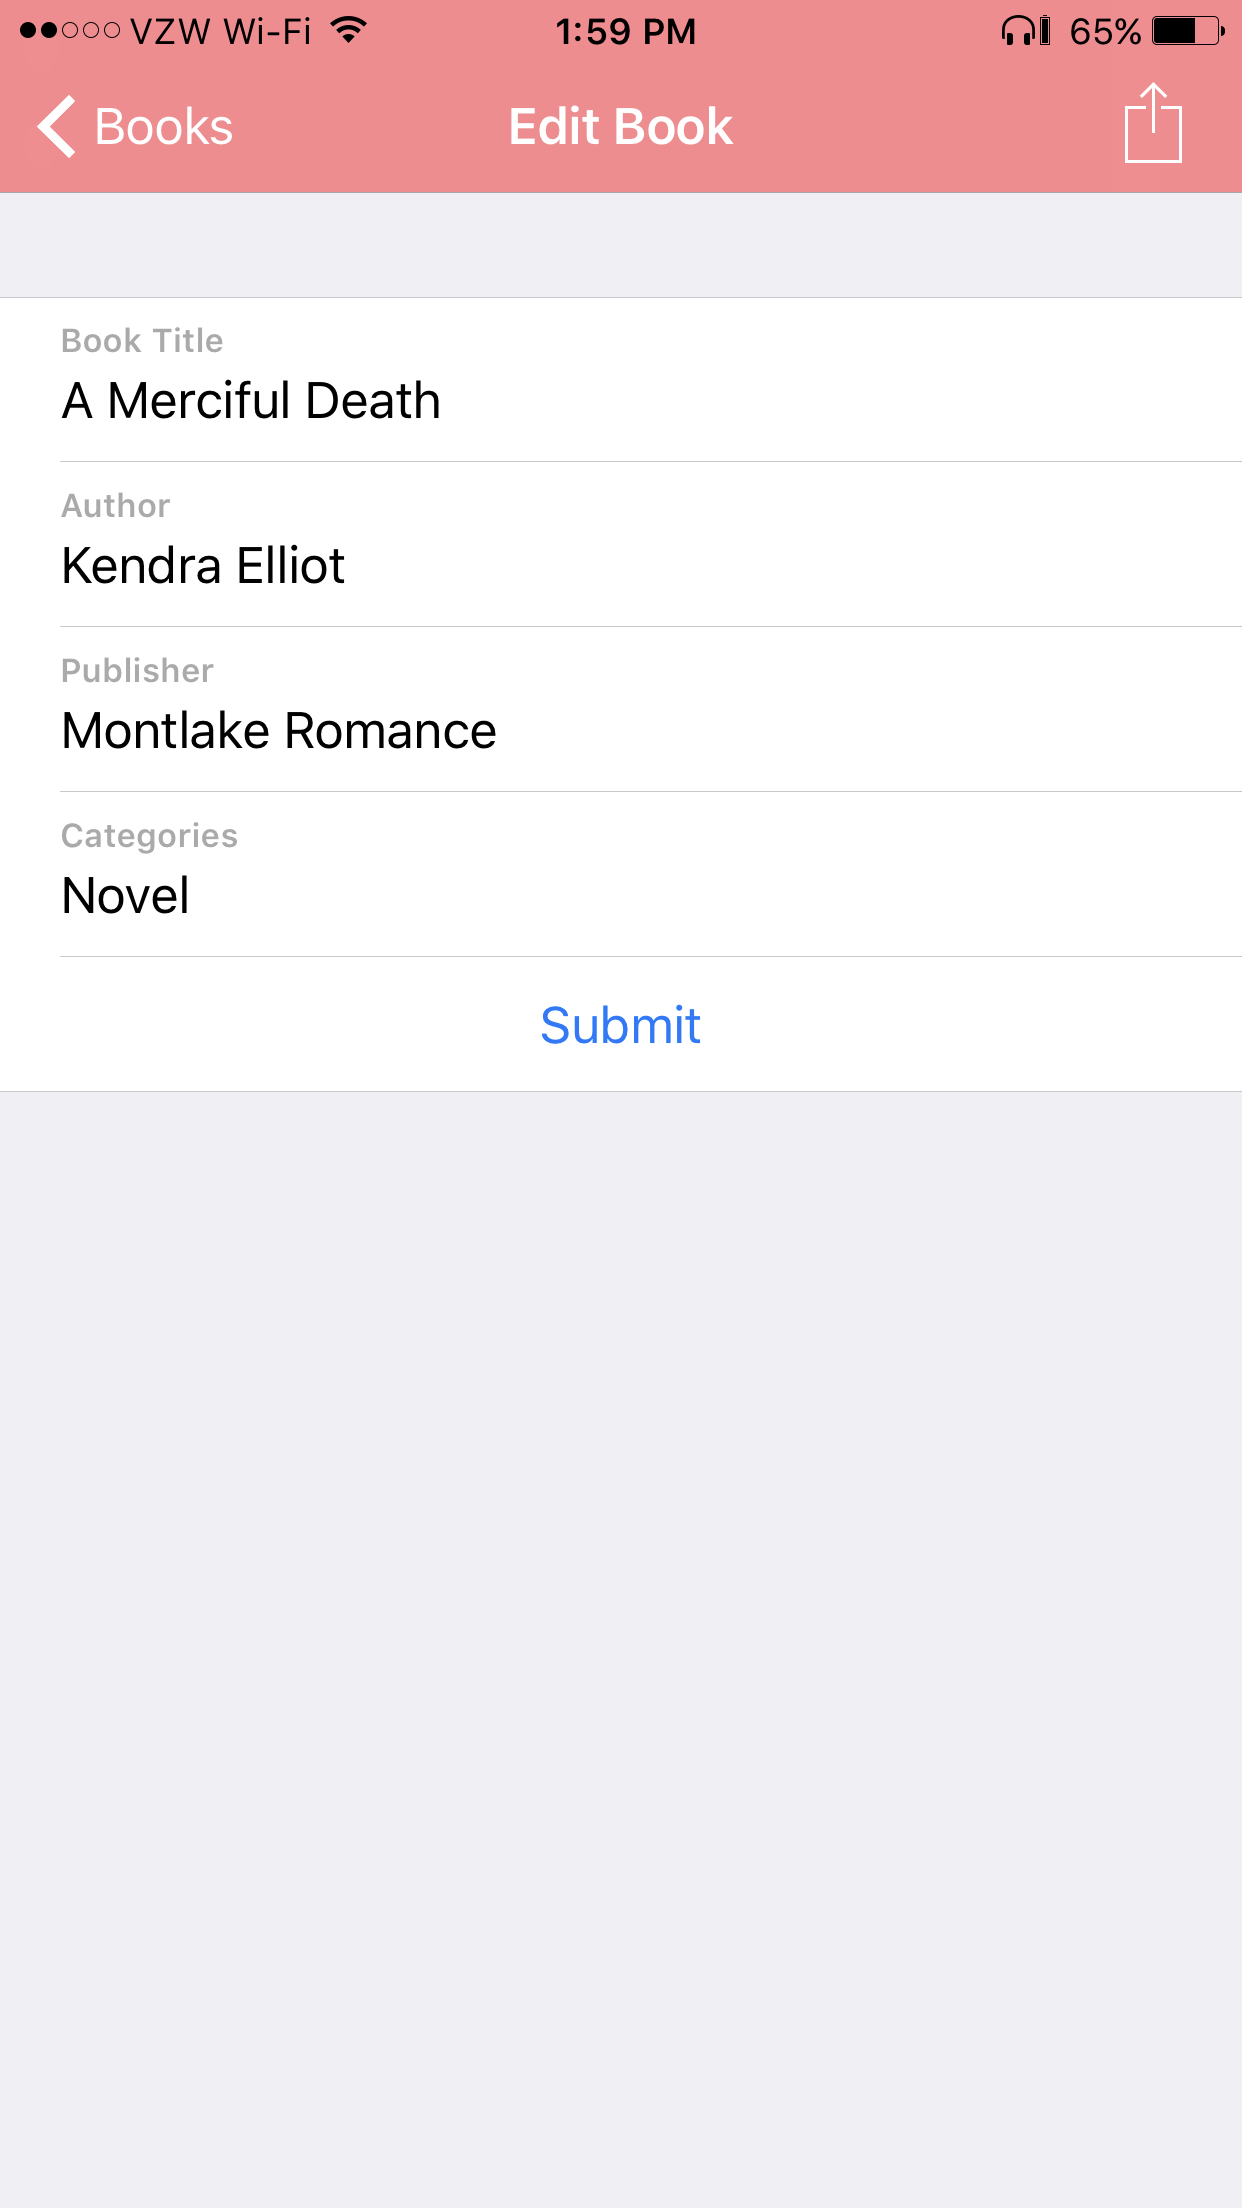 VZW Wi-Fi 1:59 PM 65%
Books Edit Book
Book Title
A Merciful Death
Author
Kendra Elliot
Publisher
Montlake Romance
Categories
Novel
Submit